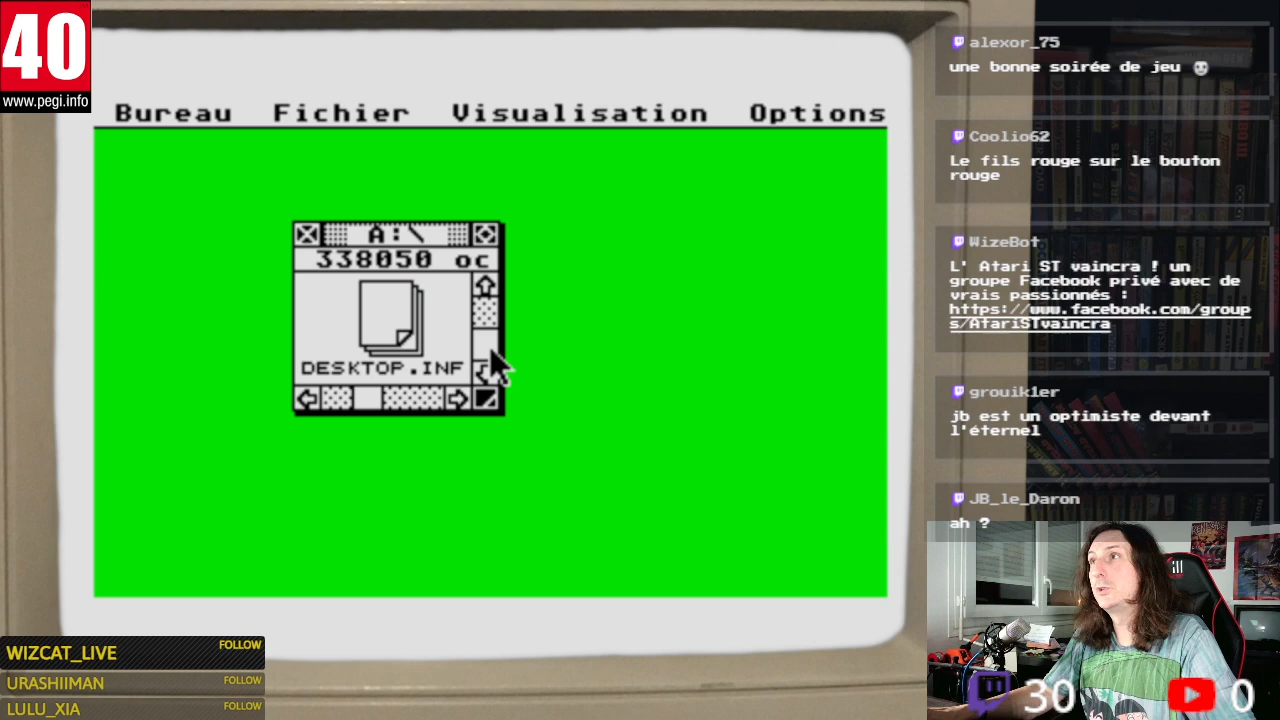 40
www.pegi.info
Bureau Fichier Visualisation Options
A:\
338050 oc
DESKTOP.INF
alexor_75
une bonne soirée de jeu
Coolio62
Le fils rouge sur le bouton
rouge
WizeBot
L' Atari ST vaincra ! un
groupe Facebook privé avec de
vrais passionnés :
https://www.facebook.com/group
s/AtariSTvaincra
grouik1er
jb est un optimiste devant
l'éternel
JB_le_Daron
ah ?
WIZCAT_LIVE FOLLOW
URASHIIMAN FOLLOW
LULU_XIA FOLLOW
30
0